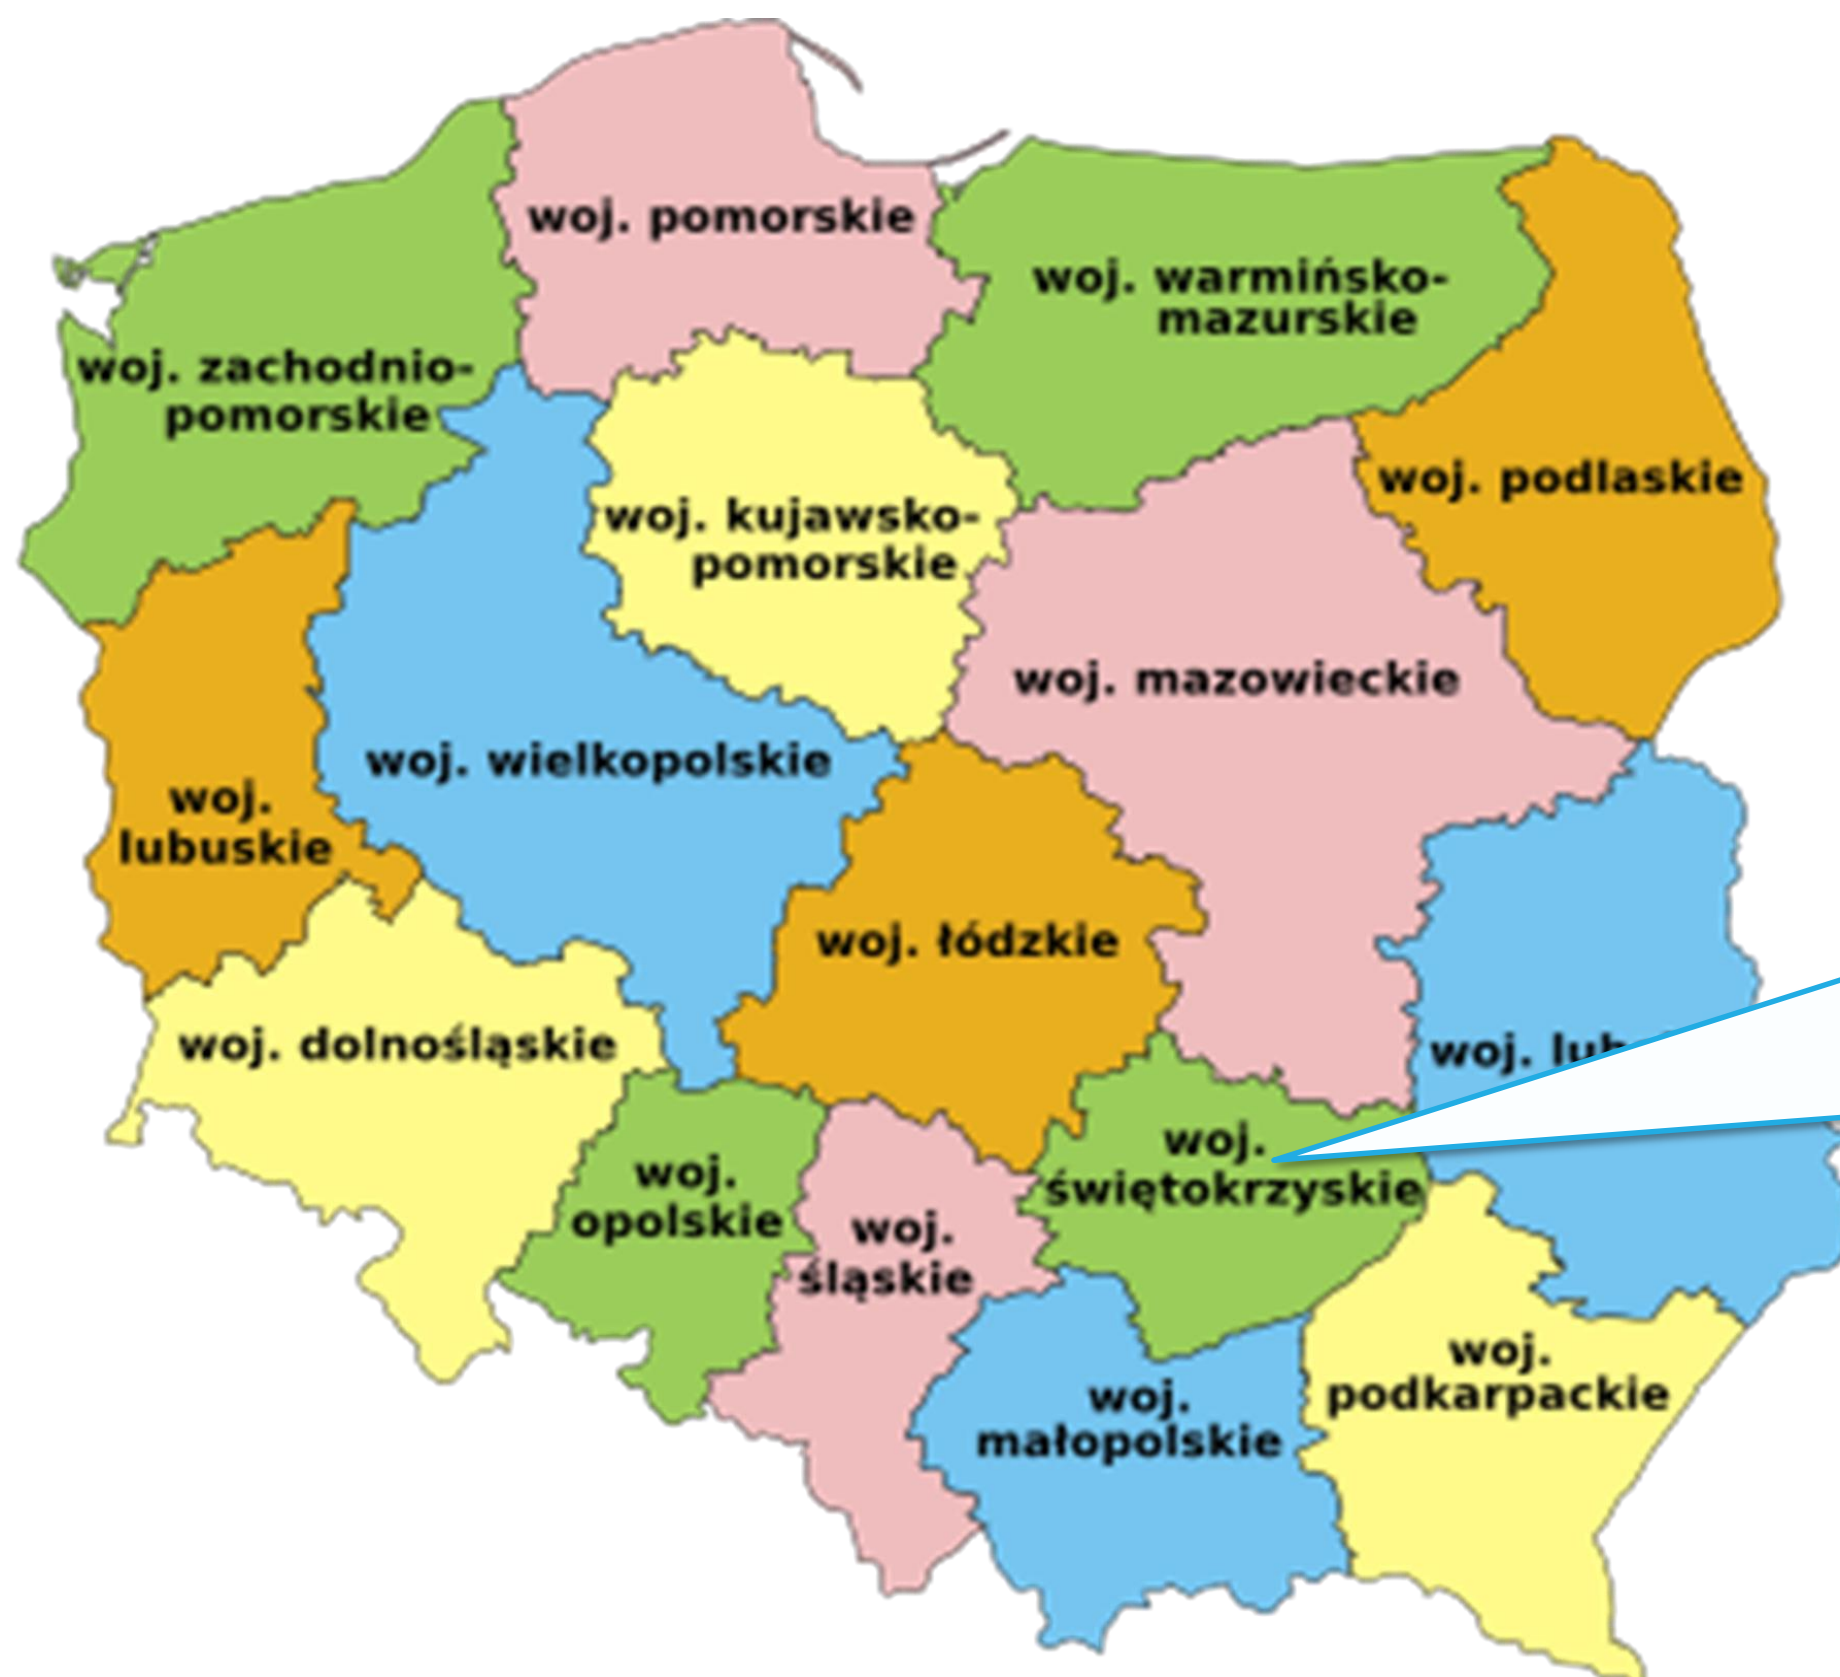 woj. pomorskie
woj. warmińsko-
mazurskie
woj. zachodnio-
pomorskie
woj. podlaskie
woj. kujawsko-
pomorskie
woj. mazowieckie
woj. wielkopolskie
woj.
lubuskie
woj. łódzkie
woj. dolnośląskie
woj.
woj.
świętokrzyskie
woj.
opolskie
woj.
śląskie
woj.
podkarpackie
woj.
małopolskie